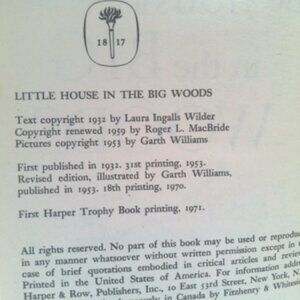 18 17
LITTLE HOUSE IN THE BIG WOODS
Text copyright 1932 by Laura Ingalls Wilder
Copyright renewed 1959 by Roger L. MacBride
Pictures copyright 1953 by Garth Williams
First published in 1932. 31st printing, 1953.
Revised edition, illustrated by Garth Williams,
published in 1953. 18th printing, 1970.
First Harper Trophy Book printing, 1971.
All rights reserved. No part of this book may be used or reproduc
in any manner whatsoever without written permission except in
case of brief quotations embodied in critical articles and review
Printed in the United States of America. For information addre
Harper & Row, Publishers, Inc., 10 East 53rd Street, New York, N
in Canada by Fitzhenry & White